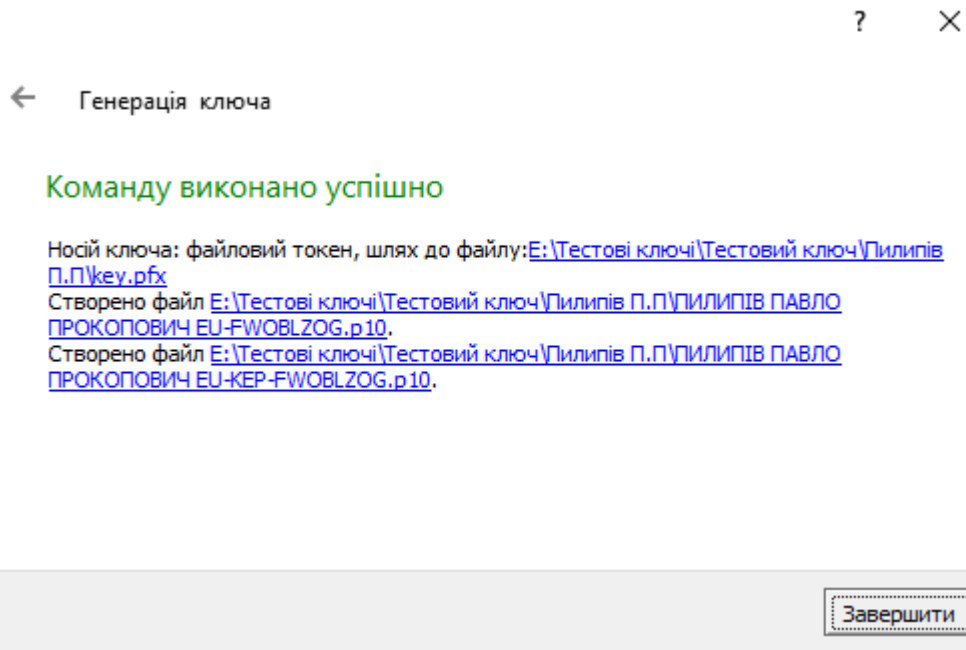 ?
Генерація ключа
Команду виконано успішно
Носій ключа: файловий токен, шлях до файлу:E:\Тестові ключі\Тестовий ключ\Пилипів
П.П\key.pfx
Створено файл E:\Тестові ключі\Тестовий ключ\Пилипів П.П\ПИЛИПІВ ПАВЛО
ПРОКОПОВИЧ EU-FWOBLZOG.p10.
Створено файл E:\Тестові ключі\Тестовий ключ\Пилипів П.П\ПИЛИПІВ ПАВЛО
ПРОКОПОВИЧ EU-KEP-FWOBLZOG.p10.
Завершити